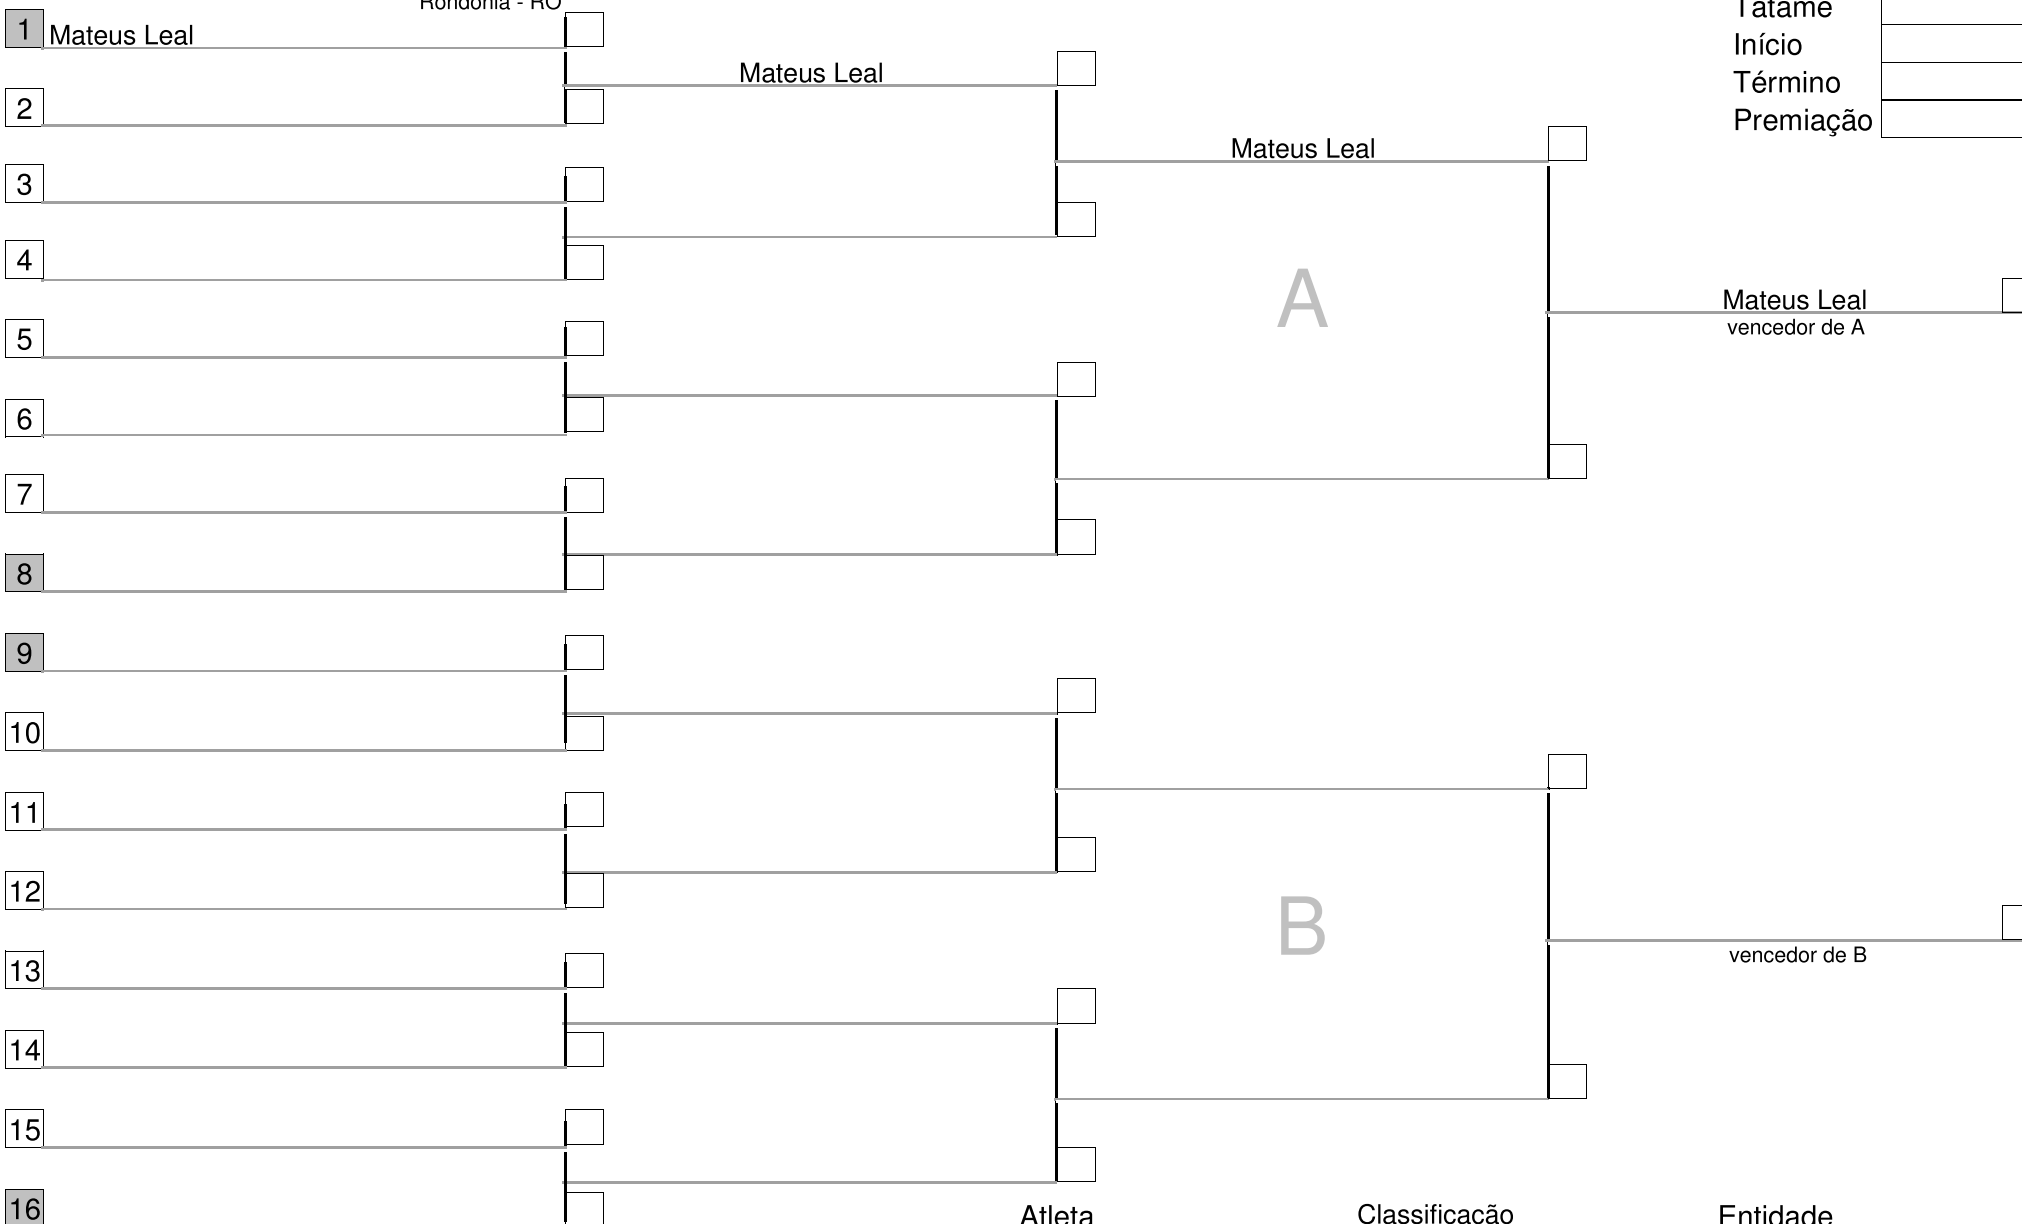 Rondônia - RO
1 Mateus Leal
Tatame
Início
Término
Premiação
Mateus Leal
2
Mateus Leal
3
4
A
Mateus Leal
vencedor de A
5
6
7
8
9
10
11
12
B
vencedor de B
13
14
15
16
Atleta Classificação Entidade